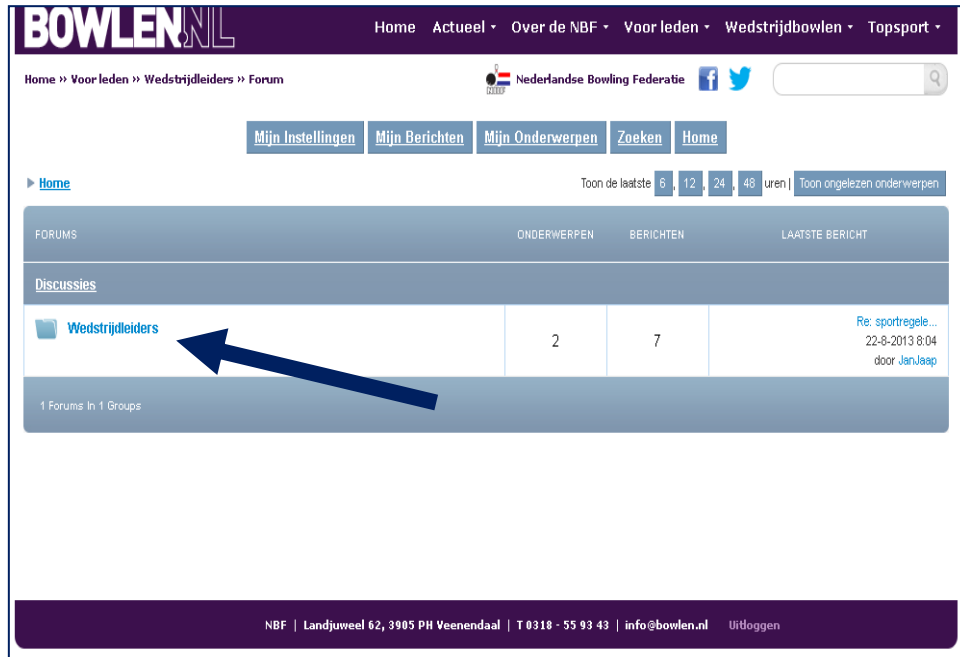 BOWLEN.NL
Home Actueel Over de NBF Voor leden Wedstrijdbowlen Topsport
Home ›› Voor leden ›› Wedstrijdleiders ›› Forum
Nederlandse Bowling Federatie
Mijn Instellingen Mijn Berichten Mijn Onderwerpen Zoeken Home
Home
Toon de laatste 6 , 12 , 24 , 48 uren | Toon ongelezen onderwerpen
FORUMS ONDERWERPEN BERICHTEN LAATSTE BERICHT
Discussies
Wedstrijdleiders 2 7 Re: sportregele...
22-8-2013 8:04
door JanJaap
1 Forums In 1 Groups
NBF | Landjuweel 62, 3905 PH Veenendaal | T 0318 - 55 93 43 | info@bowlen.nl Uitloggen